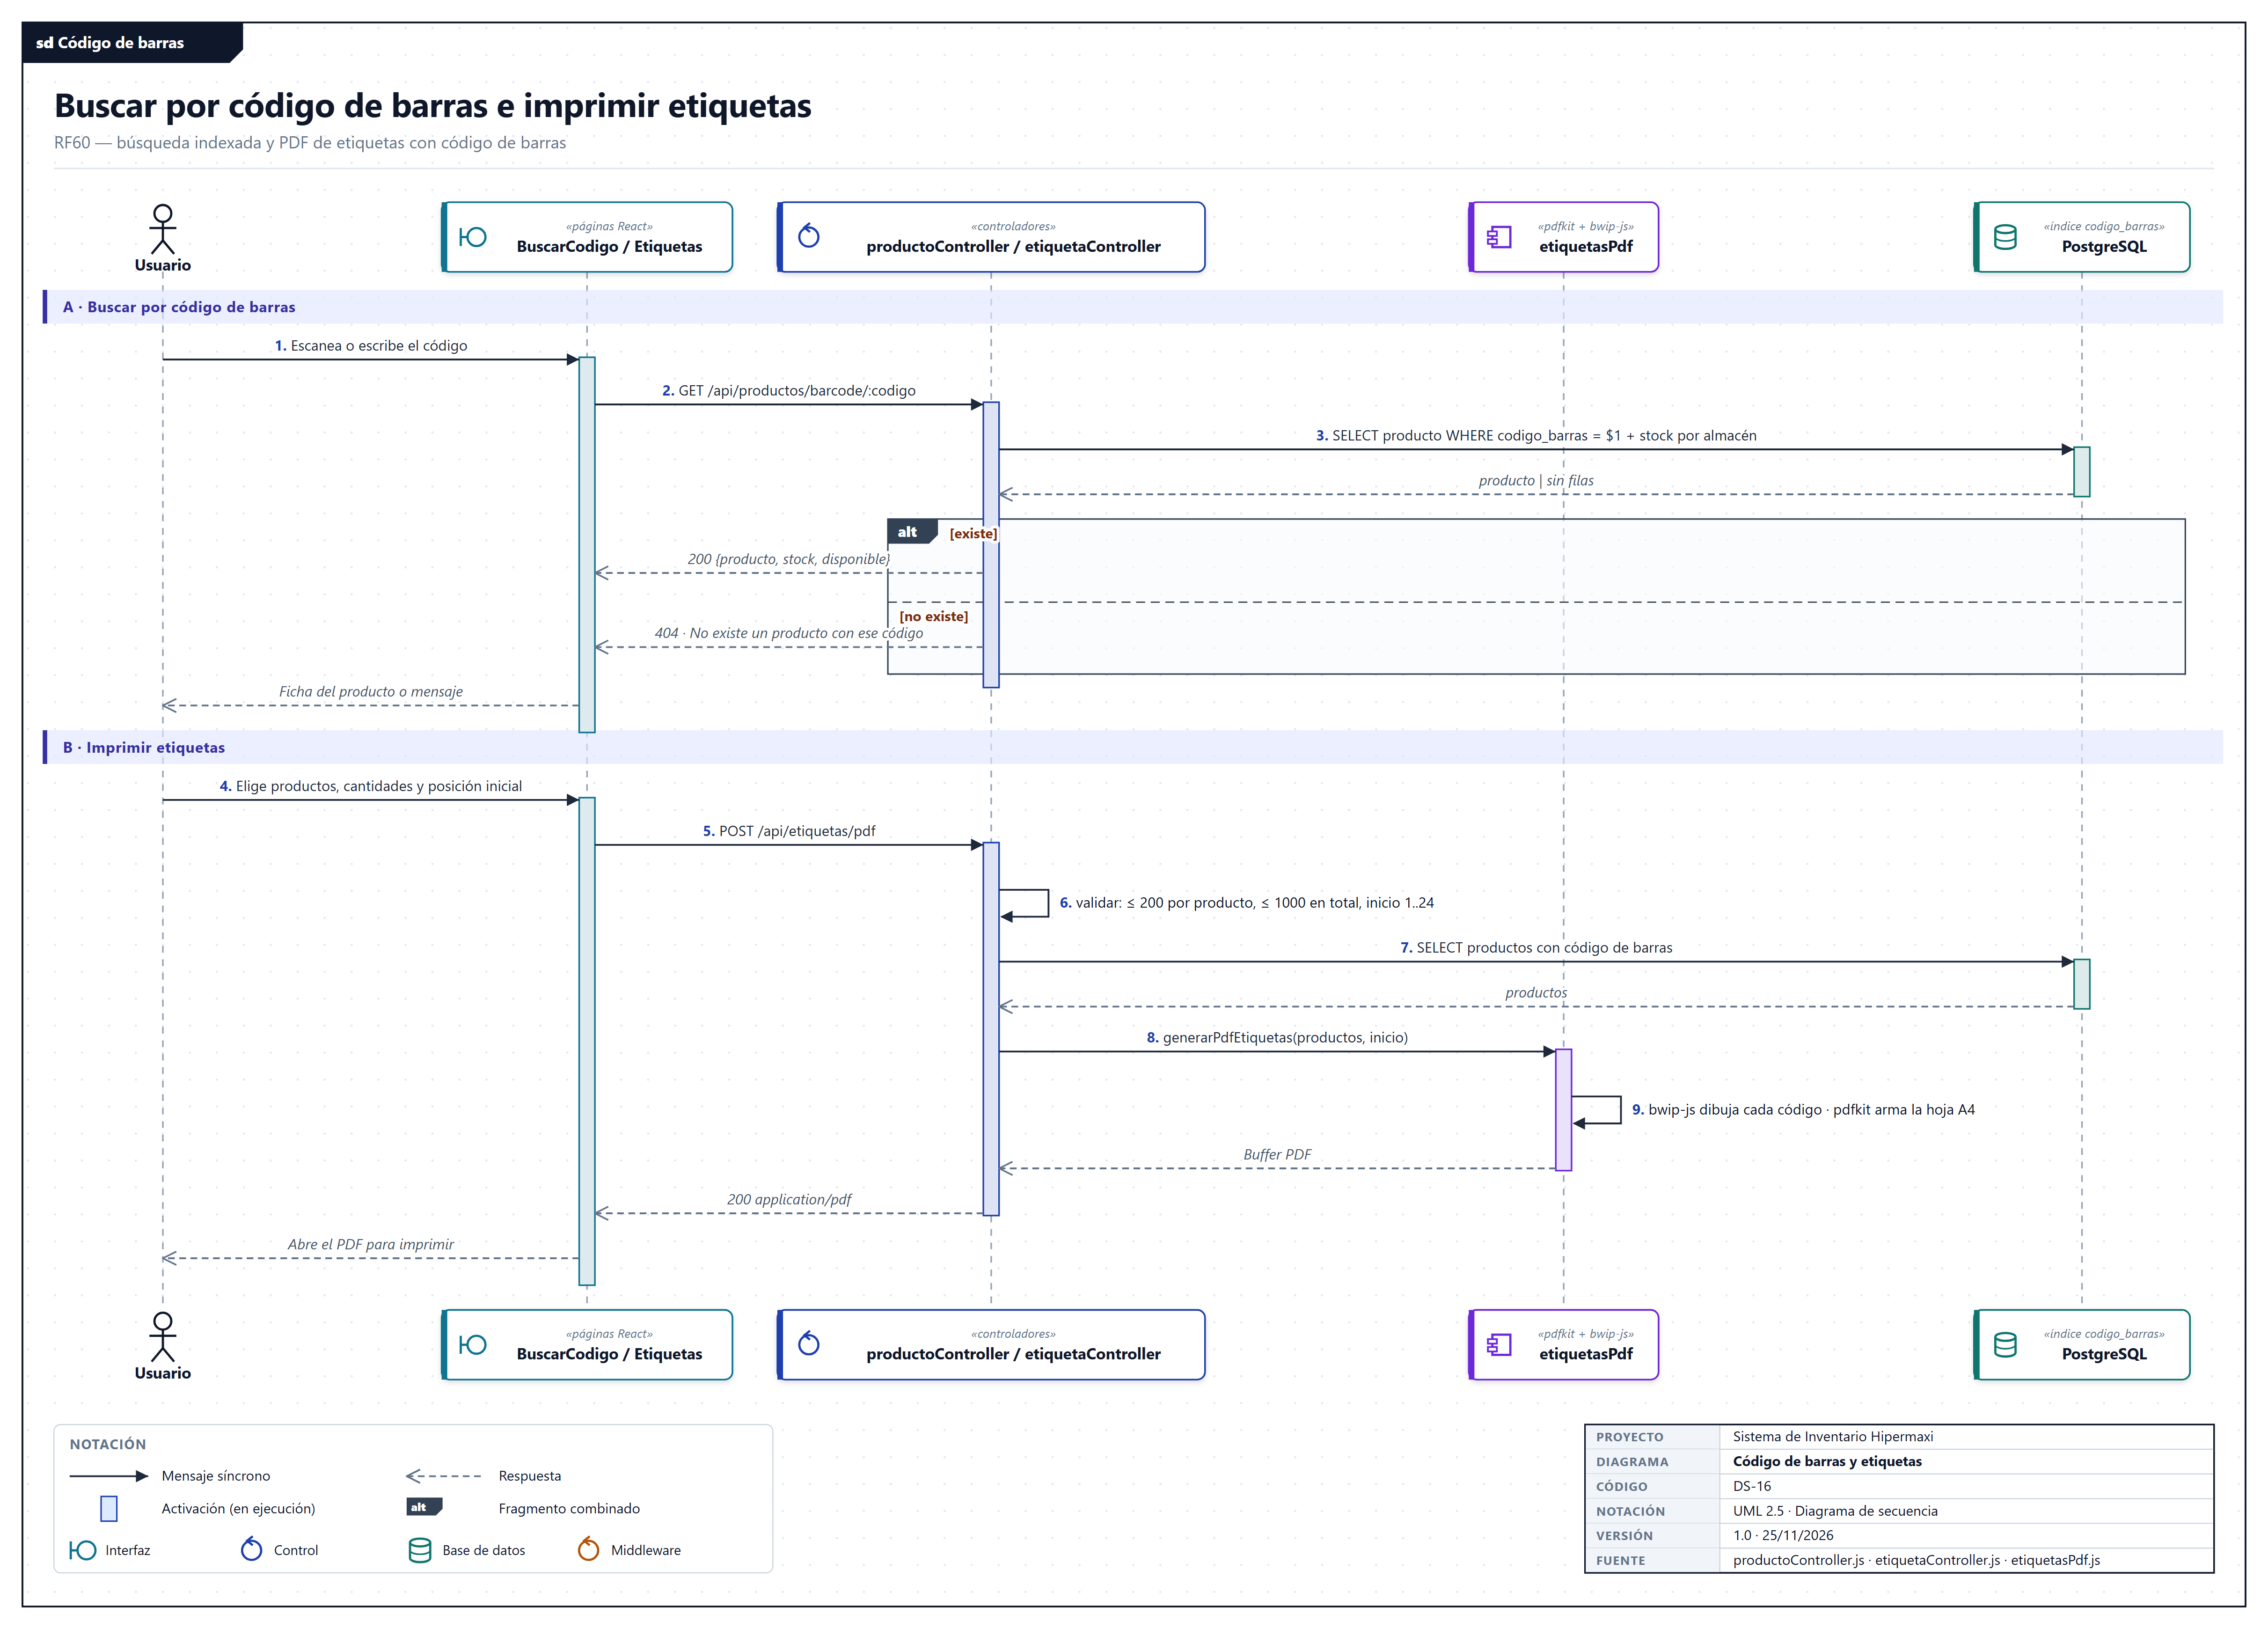 sd Código de barras
Buscar por código de barras e imprimir etiquetas
RF60 — búsqueda indexada y PDF de etiquetas con código de barras
Usuario
«páginas React»
BuscarCodigo / Etiquetas
«controladores»
productoController / etiquetaController
«pdfkit + bwip-js»
etiquetasPdf
«índice codigo_barras»
PostgreSQL
A · Buscar por código de barras
1. Escanea o escribe el código
2. GET /api/productos/barcode/:codigo
3. SELECT producto WHERE codigo_barras = $1 + stock por almacén
producto | sin filas
alt [existe]
200 {producto, stock, disponible}
[no existe]
404 · No existe un producto con ese código
Ficha del producto o mensaje
B · Imprimir etiquetas
4. Elige productos, cantidades y posición inicial
5. POST /api/etiquetas/pdf
6. validar: ≤ 200 por producto, ≤ 1000 en total, inicio 1..24
7. SELECT productos con código de barras
productos
8. generarPdfEtiquetas(productos, inicio)
9. bwip-js dibuja cada código · pdfkit arma la hoja A4
Buffer PDF
200 application/pdf
Abre el PDF para imprimir
Usuario
«páginas React»
BuscarCodigo / Etiquetas
«controladores»
productoController / etiquetaController
«pdfkit + bwip-js»
etiquetasPdf
«índice codigo_barras»
PostgreSQL
NOTACIÓN
Mensaje síncrono
Respuesta
Activación (en ejecución)
alt Fragmento combinado
Interfaz
Control
Base de datos
Middleware
PROYECTO Sistema de Inventario Hipermaxi
DIAGRAMA Código de barras y etiquetas
CÓDIGO DS-16
NOTACIÓN UML 2.5 · Diagrama de secuencia
VERSIÓN 1.0 · 25/11/2026
FUENTE productoController.js · etiquetaController.js · etiquetasPdf.js